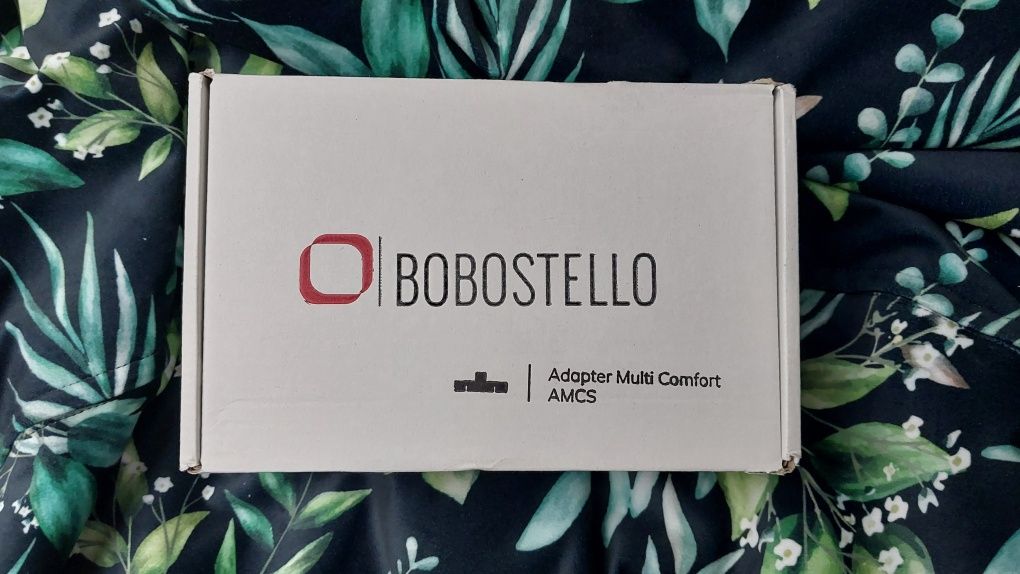 BOBOSTELLO
Adapter Multi Comfort
AMCS